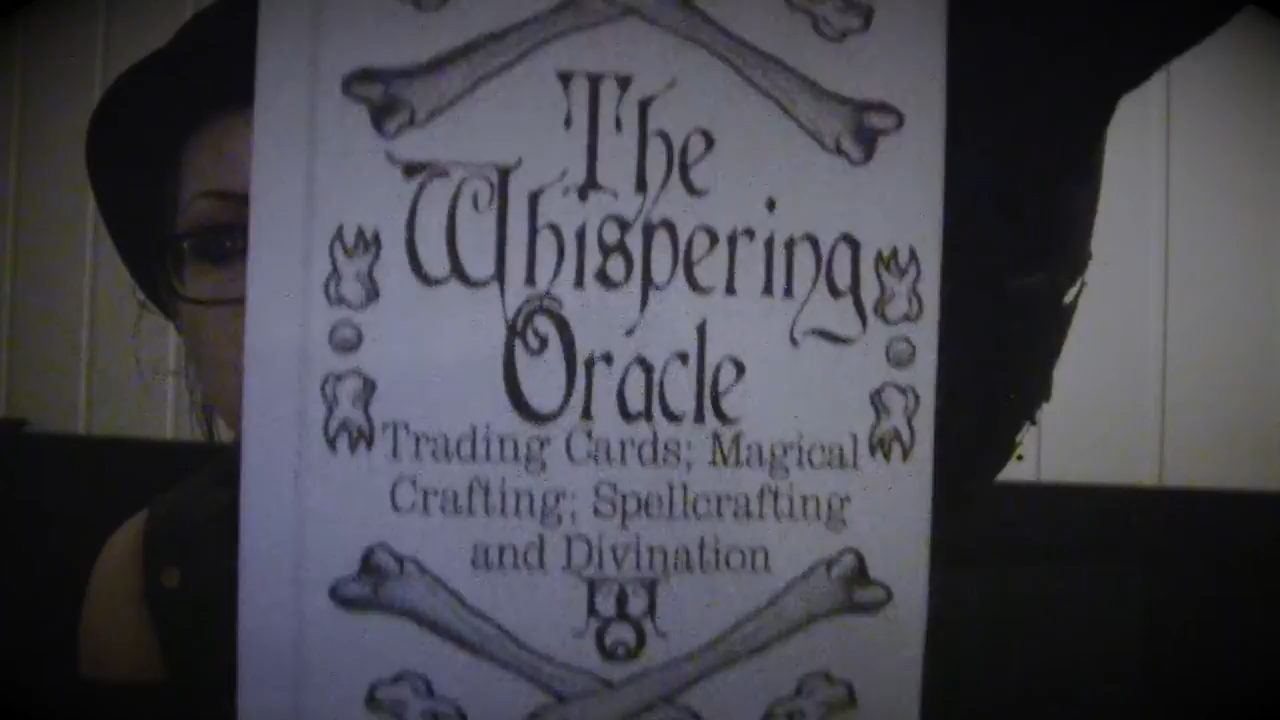 The
Whispering
Oracle
Trading Cards; Magical
Crafting; Spellcrafting
and Divination